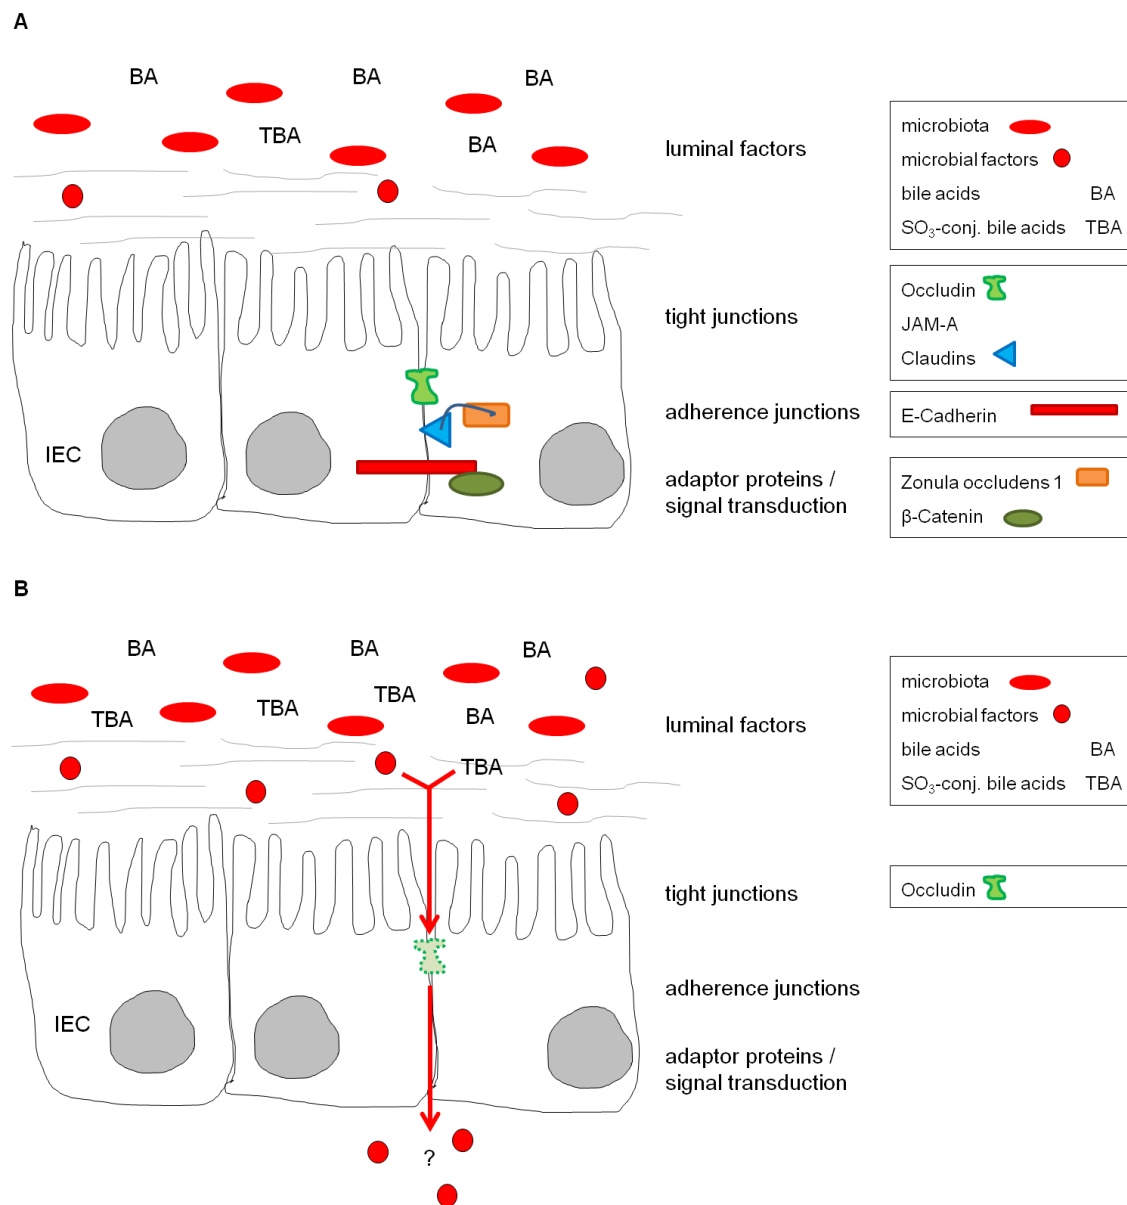 A
BA BA BA
TBA BA
luminal factors
tight junctions
adherence junctions
IEC
adaptor proteins /
signal transduction
microbiota
microbial factors
bile acids BA
SO₃-conj. bile acids TBA
Occludin
JAM-A
Claudins
E-Cadherin
Zonula occludens 1
β-Catenin
B
BA BA BA
TBA TBA TBA BA
TBA
luminal factors
tight junctions
adherence junctions
IEC
adaptor proteins /
signal transduction
?
microbiota
microbial factors
bile acids BA
SO₃-conj. bile acids TBA
Occludin